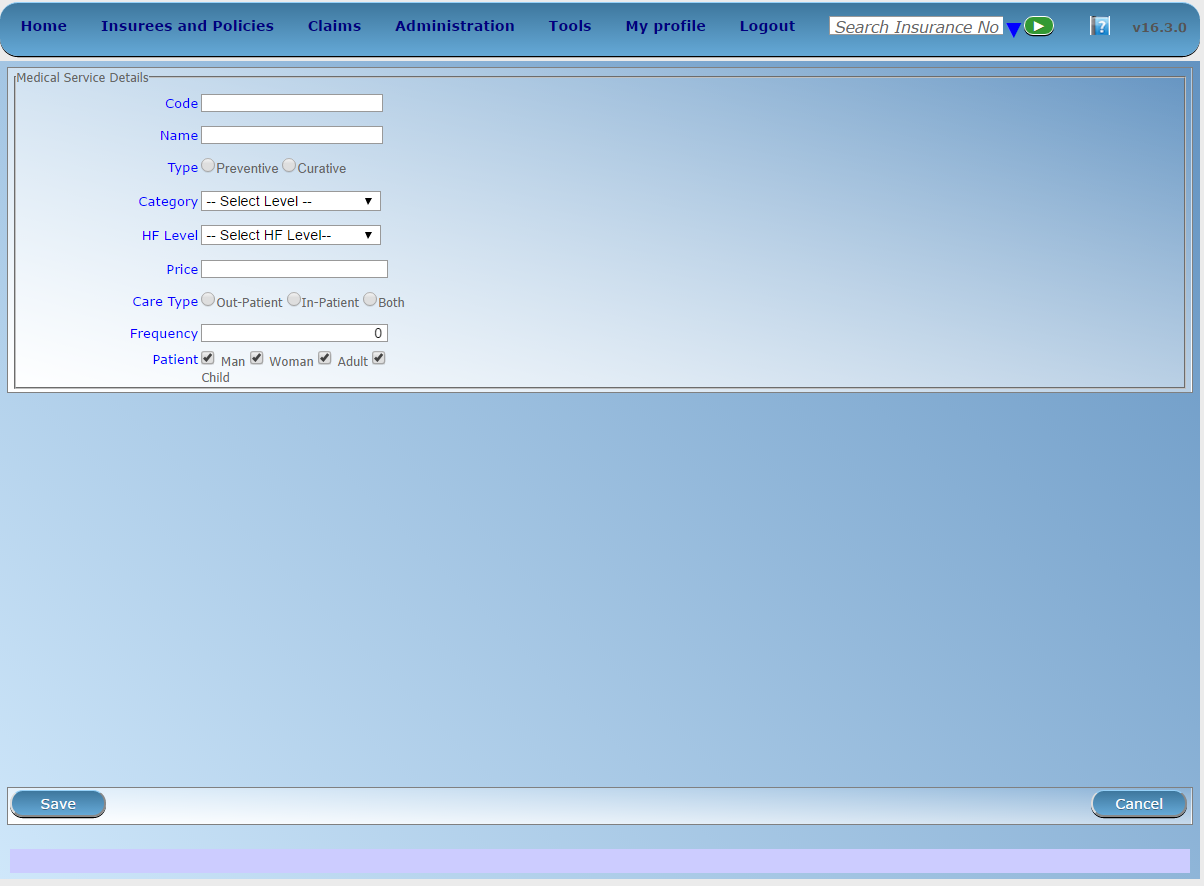 Home Insurees and Policies Claims Administration Tools My profile Logout Search Insurance No ? v16.3.0
Medical Service Details
Code
Name
Type Preventive Curative
Category -- Select Level --
HF Level -- Select HF Level--
Price
Care Type Out-Patient In-Patient Both
Frequency 0
Patient Man Woman Adult
Child
Save Cancel